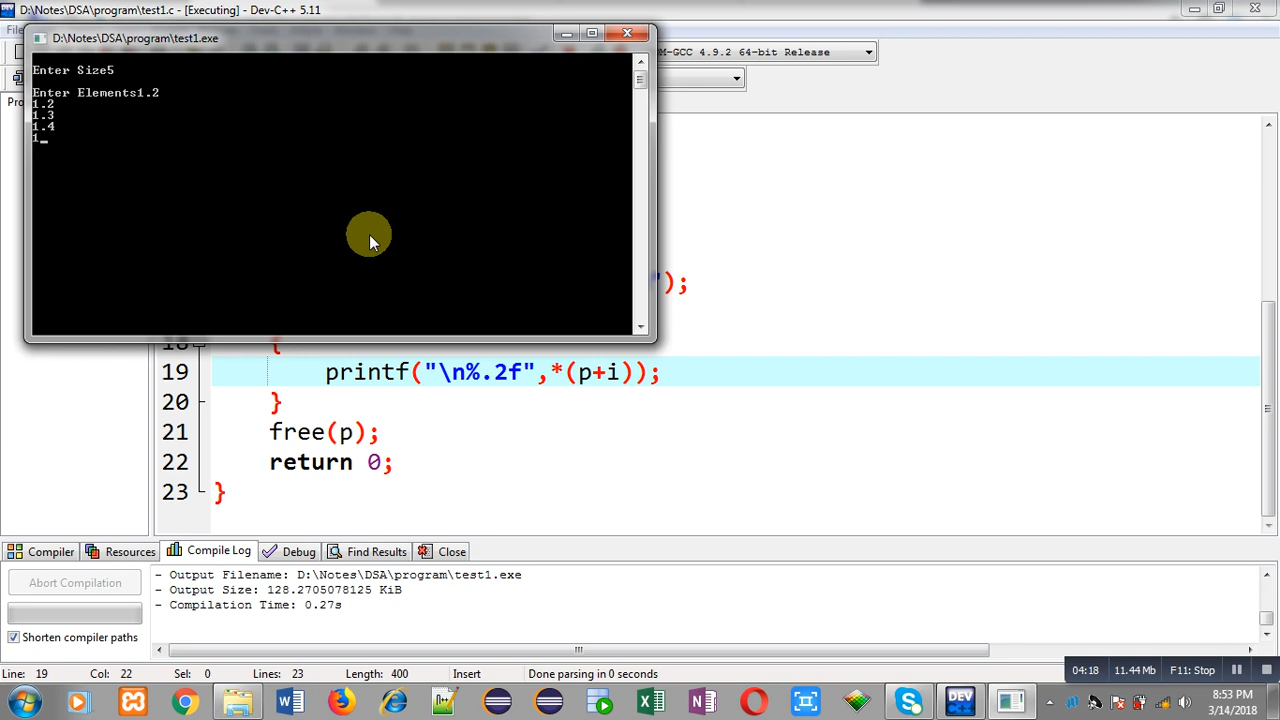 D:\Notes\DSA\program\test1.c - [Executing] - Dev-C++ 5.11
D:\Notes\DSA\program\test1.exe
M-GCC 4.9.2 64-bit Release
Enter Size5
Enter Elements1.2
1.2
1.3
1.4
1_
");
18 {
19 printf("\n%.2f",*(p+i));
20 }
21 free(p);
22 return 0;
23 }
Compiler Resources Compile Log Debug Find Results Close
Abort Compilation
Shorten compiler paths
- Output Filename: D:\Notes\DSA\program\test1.exe
- Output Size: 128.2705078125 KiB
- Compilation Time: 0.27s
Line: 19 Col: 22 Sel: 0 Lines: 23 Length: 400 Insert Done parsing in 0 seconds
04:18 11.44 Mb F11: Stop
DEV
8:53 PM
3/14/2018